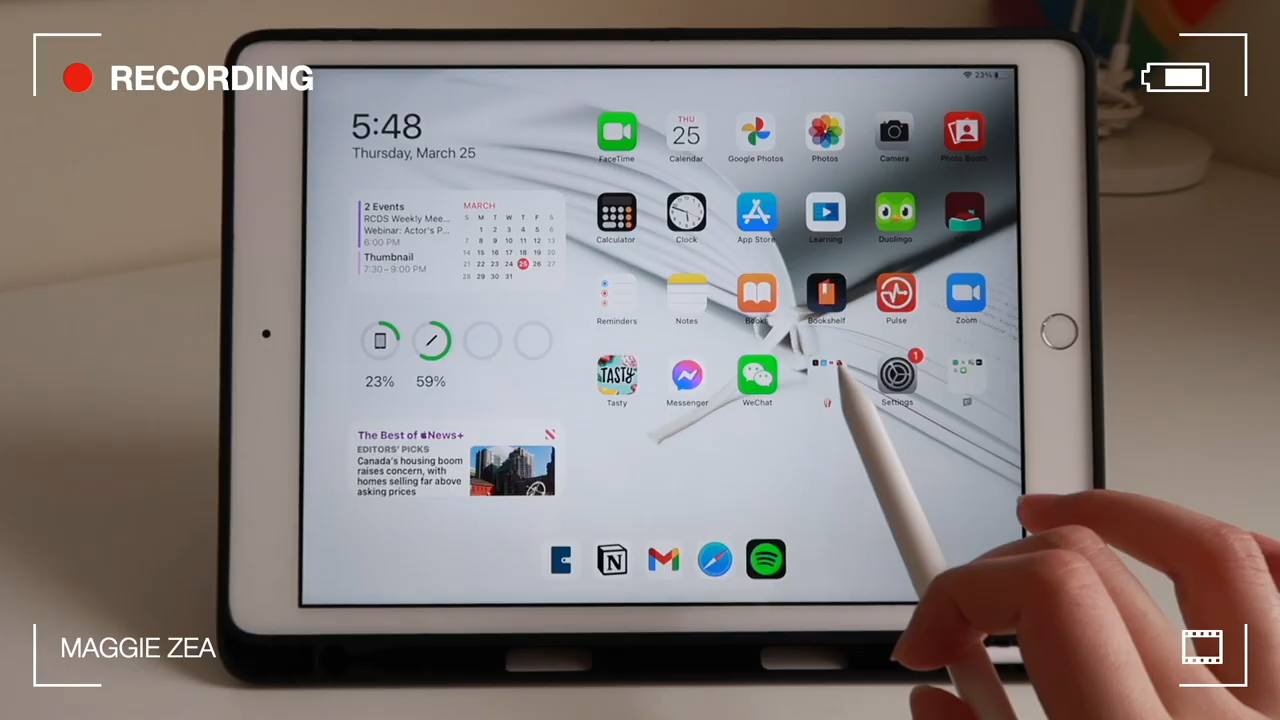 RECORDING
23%
5:48
Thursday, March 25
2 Events
RCDS Weekly Mee...
Webinar: Actor's P...
6:00 PM
Thumbnail
7:30 – 9:00 PM
MARCH
S M T W T F S
1 2 3 4 5 6
7 8 9 10 11 12 13
14 15 16 17 18 19 20
21 22 23 24 25 26 27
28 29 30 31
23% 59%
The Best of News+
EDITORS' PICKS
Canada's housing boom
raises concern, with
homes selling far above
asking prices
THU
25
FaceTime Calendar Google Photos Photos Camera Photo Booth
Calculator Clock App Store Learning Duolingo
Reminders Notes Books Bookshelf Pulse Zoom
TASTY
1
Tasty Messenger WeChat Settings
N
MAGGIE ZEA